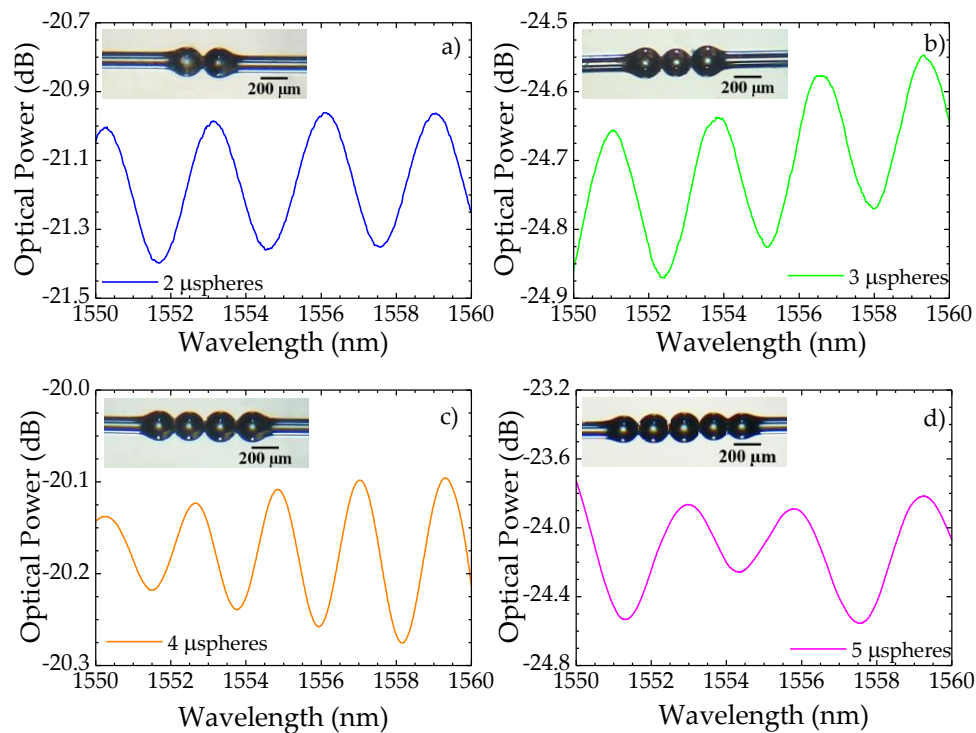 a)
200 μm
Optical Power (dB)
-20.7
-20.9
-21.1
-21.3
-21.5
2 μspheres
1550 1552 1554 1556 1558 1560
Wavelength (nm)
b)
200 μm
Optical Power (dB)
-24.5
-24.6
-24.7
-24.8
-24.9
3 μspheres
1550 1552 1554 1556 1558 1560
Wavelength (nm)
c)
200 μm
Optical Power (dB)
-20.0
-20.1
-20.2
-20.3
4 μspheres
1550 1552 1554 1556 1558 1560
Wavelength (nm)
d)
200 μm
Optical Power (dB)
-23.2
-23.6
-24.0
-24.4
-24.8
5 μspheres
1550 1552 1554 1556 1558 1560
Wavelength (nm)